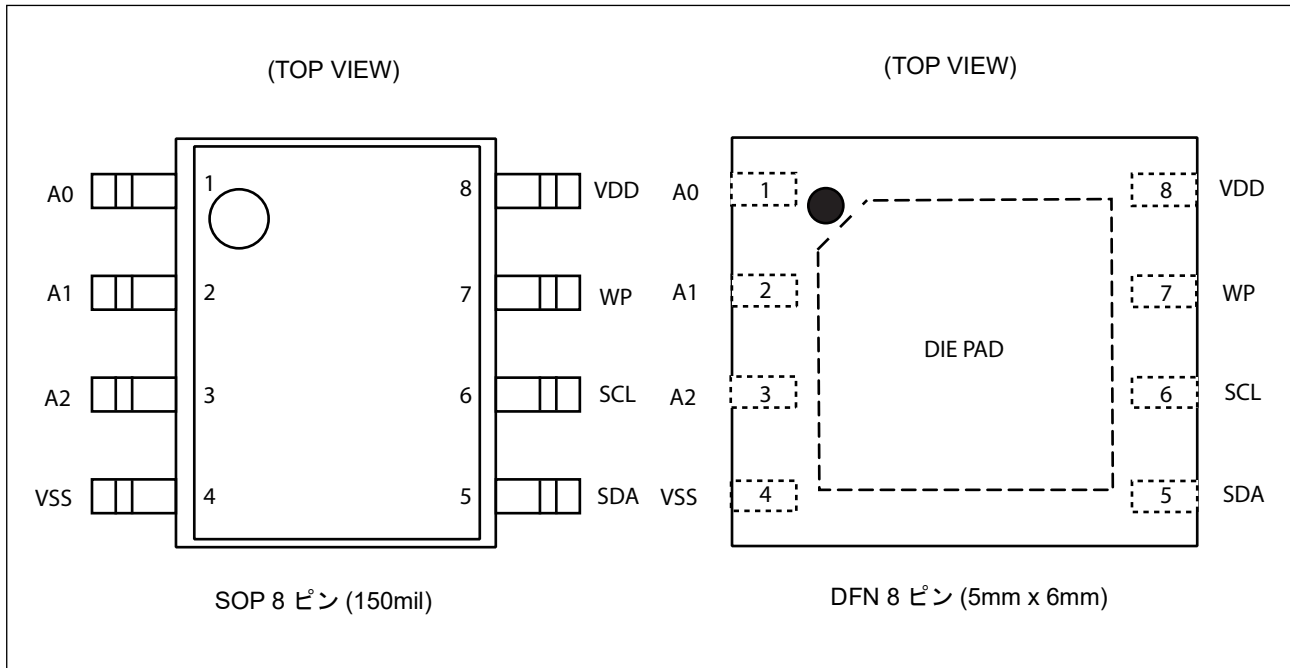 (TOP VIEW)
A0 1 8 VDD
A1 2 7 WP
A2 3 6 SCL
VSS 4 5 SDA
SOP 8 ピン (150mil)
(TOP VIEW)
A0 1 8 VDD
A1 2 7 WP
DIE PAD
A2 3 6 SCL
VSS 4 5 SDA
DFN 8 ピン (5mm x 6mm)